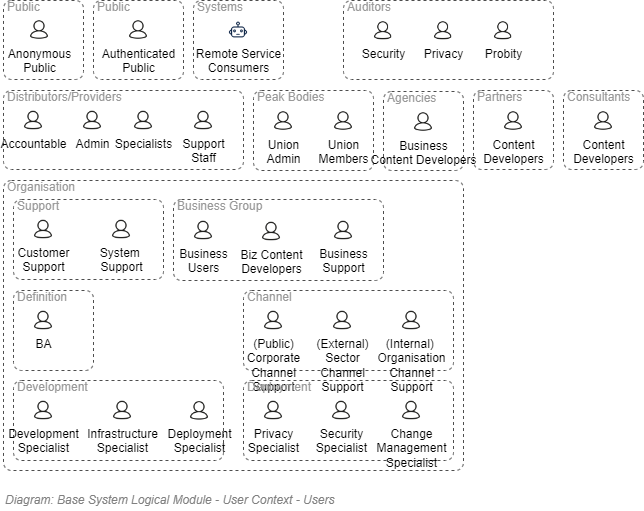 Public
Public
Systems
Auditors
Anonymous
Public
Authenticated
Public
Remote Service
Consumers
Security
Privacy
Probity
Distributors/Providers
Peak Bodies
Agencies
Partners
Consultants
Accountable
Admin
Specialists
Support
Staff
Union
Admin
Union
Members
Business
Content Developers
Content
Developers
Content
Developers
Organisation
Support
Business Group
Customer
Support
System
Support
Business
Users
Biz Content
Developers
Business
Support
Definition
Channel
BA
(Public)
Corporate
Channel
Support
(External)
Sector
Channel
Support
(Internal)
Organisation
Channel
Support
Development
Development
Specialist
Infrastructure
Specialist
Deployment
Specialist
Privacy
Specialist
Security
Specialist
Change
Management
Specialist
Diagram: Base System Logical Module - User Context - Users